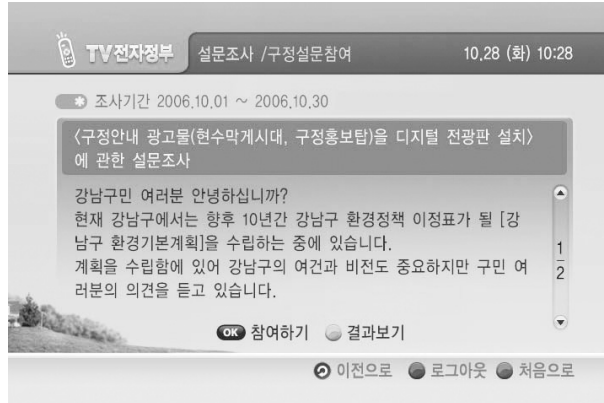 TV전자정부 설문조사 /구정설문참여 10.28 (화) 10:28
조사기간 2006.10.01 ~ 2006.10.30
〈구정안내 광고물(현수막게시대, 구정홍보탑)을 디지털 전광판 설치〉
에 관한 설문조사
강남구민 여러분 안녕하십니까?
현재 강남구에서는 향후 10년간 강남구 환경정책 이정표가 될 [강
남구 환경기본계획]을 수립하는 중에 있습니다.
계획을 수립함에 있어 강남구의 여건과 비전도 중요하지만 구민 여
러분의 의견을 듣고 있습니다.
1
2
OK 참여하기 결과보기
이전으로 로그아웃 처음으로